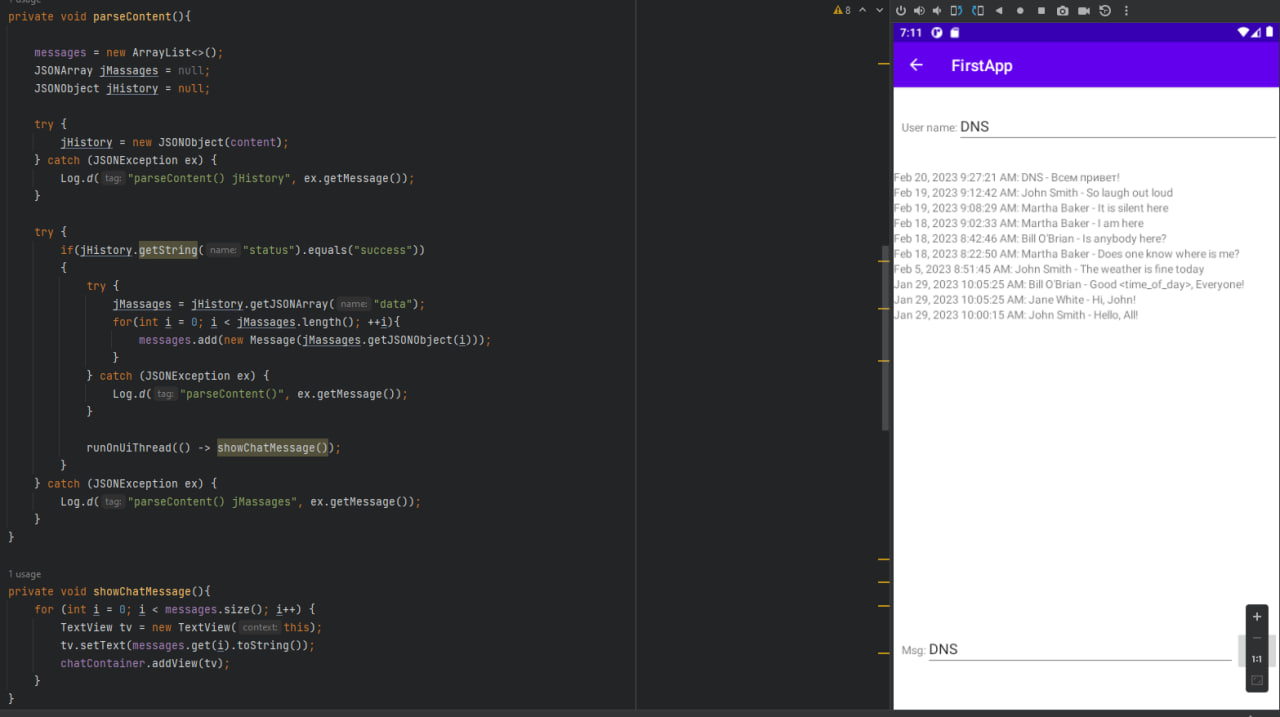 private void parseContent(){
messages = new ArrayList<>();
JSONArray jMassages = null;
JSONObject jHistory = null;
try {
jHistory = new JSONObject(content);
} catch (JSONException ex) {
Log.d( tag: "parseContent() jHistory", ex.getMessage());
}
try {
if(jHistory.getString( name: "status").equals("success"))
{
try {
jMassages = jHistory.getJSONArray( name: "data");
for(int i = 0; i < jMassages.length(); ++i){
messages.add(new Message(jMassages.getJSONObject(i)));
}
} catch (JSONException ex) {
Log.d( tag: "parseContent()", ex.getMessage());
}
runOnUiThread(() -> showChatMessage());
}
} catch (JSONException ex) {
Log.d( tag: "parseContent() jMassages", ex.getMessage());
}
}
1 usage
private void showChatMessage(){
for (int i = 0; i < messages.size(); i++) {
TextView tv = new TextView( context: this);
tv.setText(messages.get(i).toString());
chatContainer.addView(tv);
}
}
8
7:11
FirstApp
User name: DNS
Feb 20, 2023 9:27:21 AM: DNS - Всем привет!
Feb 19, 2023 9:12:42 AM: John Smith - So laugh out loud
Feb 19, 2023 9:08:29 AM: Martha Baker - It is silent here
Feb 18, 2023 9:02:33 AM: Martha Baker - I am here
Feb 18, 2023 8:42:46 AM: Bill O'Brian - Is anybody here?
Feb 18, 2023 8:22:50 AM: Martha Baker - Does one know where is me?
Feb 5, 2023 8:51:45 AM: John Smith - The weather is fine today
Jan 29, 2023 10:05:25 AM: Bill O'Brian - Good <time_of_day>, Everyone!
Jan 29, 2023 10:05:25 AM: Jane White - Hi, John!
Jan 29, 2023 10:00:15 AM: John Smith - Hello, All!
Msg: DNS
1:1